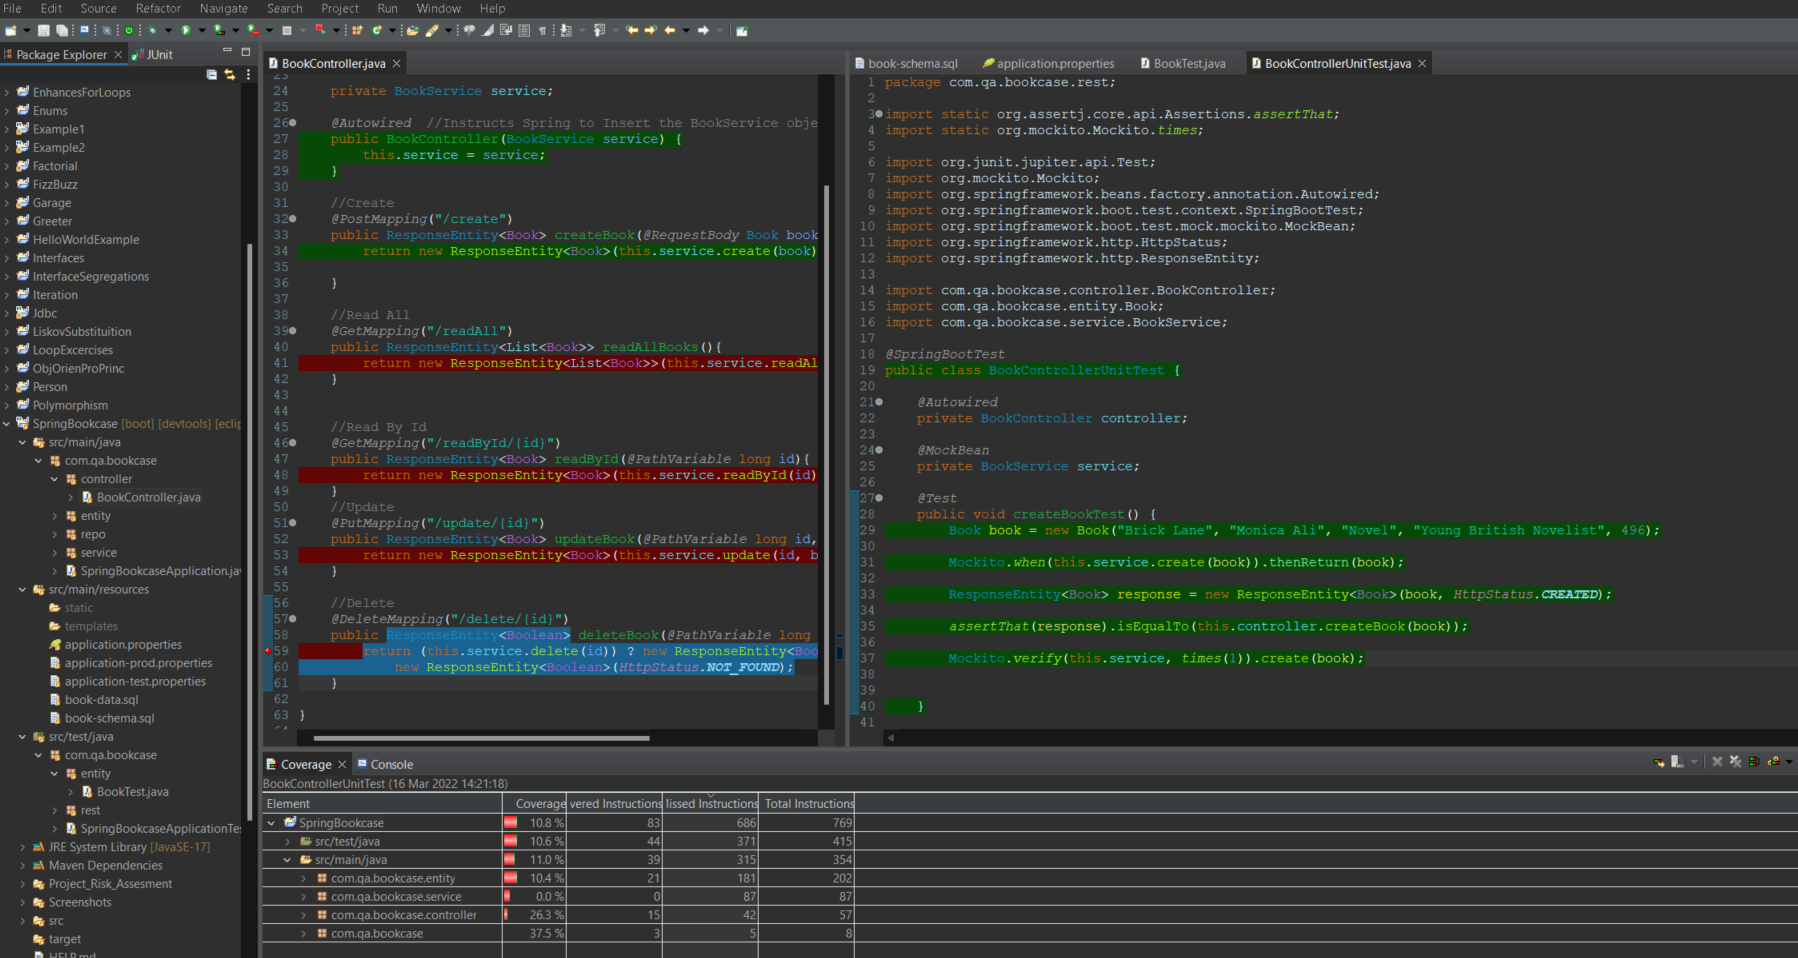 File Edit Source Refactor Navigate Search Project Run Window Help
Package Explorer
JUnit
EnhancesForLoops
Enums
Example1
Example2
Factorial
FizzBuzz
Garage
Greeter
HelloWorldExample
Interfaces
InterfaceSegregations
Iteration
Jdbc
LiskovSubstituition
LoopExcercises
ObjOrienProPrinc
Person
Polymorphism
SpringBookcase [boot] [devtools] [eclip
src/main/java
com.qa.bookcase
controller
BookController.java
entity
repo
service
SpringBookcaseApplication.jav
src/main/resources
static
templates
application.properties
application-prod.properties
application-test.properties
book-data.sql
book-schema.sql
src/test/java
com.qa.bookcase
entity
BookTest.java
rest
SpringBookcaseApplicationTe
JRE System Library [JavaSE-17]
Maven Dependencies
Project_Risk_Assesment
Screenshots
src
target
HELP.md
BookController.java
23
24 private BookService service;
25
26 @Autowired //Instructs Spring to Insert the BookService obje
27 public BookController(BookService service) {
28 this.service = service;
29 }
30
31 //Create
32 @PostMapping("/create")
33 public ResponseEntity<Book> createBook(@RequestBody Book book
34 return new ResponseEntity<Book>(this.service.create(book)
35
36 }
37
38 //Read All
39 @GetMapping("/readAll")
40 public ResponseEntity<List<Book>> readAllBooks(){
41 return new ResponseEntity<List<Book>>(this.service.readAl
42 }
43
44
45 //Read By Id
46 @GetMapping("/readById/{id}")
47 public ResponseEntity<Book> readById(@PathVariable long id){
48 return new ResponseEntity<Book>(this.service.readById(id)
49 }
50 //Update
51 @PutMapping("/update/{id}")
52 public ResponseEntity<Book> updateBook(@PathVariable long id,
53 return new ResponseEntity<Book>(this.service.update(id, b
54 }
55
56 //Delete
57 @DeleteMapping("/delete/{id}")
58 public ResponseEntity<Boolean> deleteBook(@PathVariable long
59 return (this.service.delete(id)) ? new ResponseEntity<Boo
60 new ResponseEntity<Boolean>(HttpStatus.NOT_FOUND);
61 }
62
63 }
book-schema.sql
application.properties
BookTest.java
BookControllerUnitTest.java
1 package com.qa.bookcase.rest;
2
3 import static org.assertj.core.api.Assertions.assertThat;
4 import static org.mockito.Mockito.times;
5
6 import org.junit.jupiter.api.Test;
7 import org.mockito.Mockito;
8 import org.springframework.beans.factory.annotation.Autowired;
9 import org.springframework.boot.test.context.SpringBootTest;
10 import org.springframework.boot.test.mock.mockito.MockBean;
11 import org.springframework.http.HttpStatus;
12 import org.springframework.http.ResponseEntity;
13
14 import com.qa.bookcase.controller.BookController;
15 import com.qa.bookcase.entity.Book;
16 import com.qa.bookcase.service.BookService;
17
18 @SpringBootTest
19 public class BookControllerUnitTest {
20
21 @Autowired
22 private BookController controller;
23
24 @MockBean
25 private BookService service;
26
27 @Test
28 public void createBookTest() {
29 Book book = new Book("Brick Lane", "Monica Ali", "Novel", "Young British Novelist", 496);
30
31 Mockito.when(this.service.create(book)).thenReturn(book);
32
33 ResponseEntity<Book> response = new ResponseEntity<Book>(book, HttpStatus.CREATED);
34
35 assertThat(response).isEqualTo(this.controller.createBook(book));
36
37 Mockito.verify(this.service, times(1)).create(book);
38
39
40 }
41
Coverage
Console
BookControllerUnitTest (16 Mar 2022 14:21:18)
Element Coverage vered Instructions lissed Instructions Total Instructions
SpringBookcase 10.8 % 83 686 769
src/test/java 10.6 % 44 371 415
src/main/java 11.0 % 39 315 354
com.qa.bookcase.entity 10.4 % 21 181 202
com.qa.bookcase.service 0.0 % 0 87 87
com.qa.bookcase.controller 26.3 % 15 42 57
com.qa.bookcase 37.5 % 3 5 8